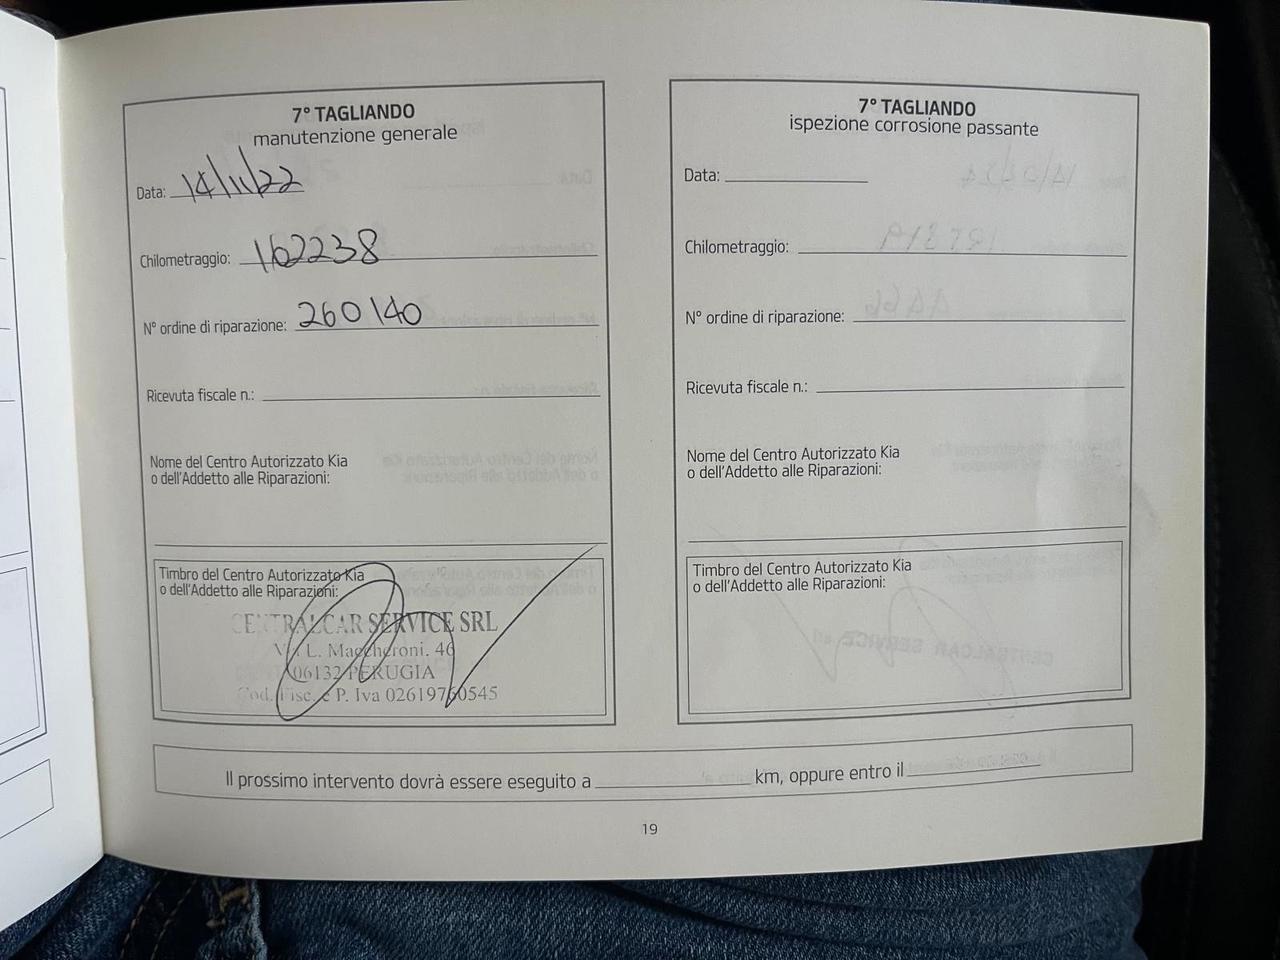 7° TAGLIANDO
manutenzione generale
Data: 14/11/22
Chilometraggio: 162238
N° ordine di riparazione: 260140
Ricevuta fiscale n.:
Nome del Centro Autorizzato Kia
o dell'Addetto alle Riparazioni:
Timbro del Centro Autorizzato Kia
o dell'Addetto alle Riparazioni:
CENTRALCAR SERVICE SRL
Via L. Maccheroni. 46
06132 PERUGIA
Cod. Fisc. e P. Iva 02619760545
7° TAGLIANDO
ispezione corrosione passante
Data:
Chilometraggio:
N° ordine di riparazione:
Ricevuta fiscale n.:
Nome del Centro Autorizzato Kia
o dell'Addetto alle Riparazioni:
Timbro del Centro Autorizzato Kia
o dell'Addetto alle Riparazioni:
Il prossimo intervento dovrà essere eseguito a km, oppure entro il
19